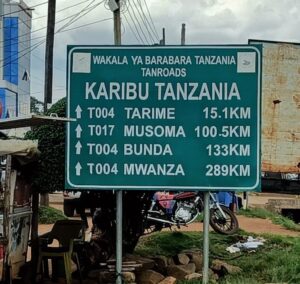 WAKALA YA BARABARA TANZANIA
TANROADS
KARIBU TANZANIA
T004 TARIME 15.1KM
T017 MUSOMA 100.5KM
T004 BUNDA 133KM
T004 MWANZA 289KM